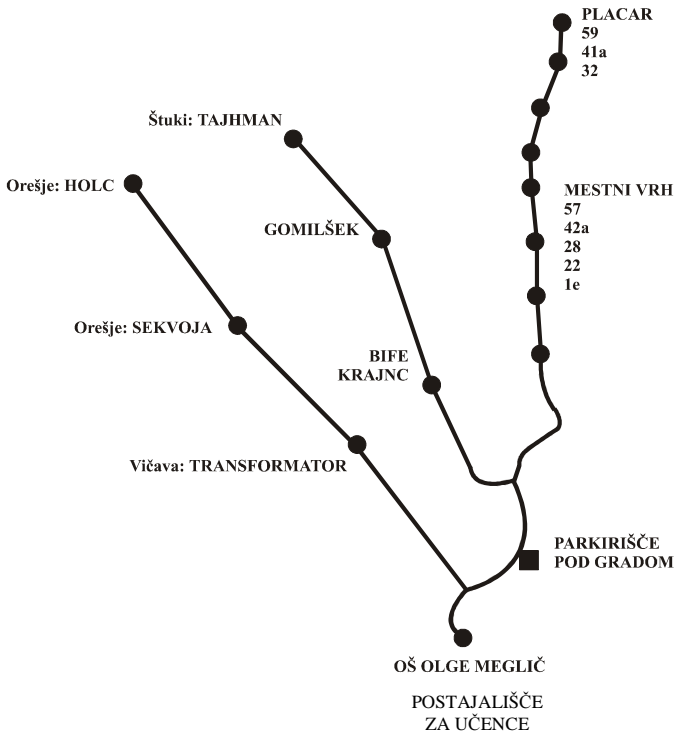 PLACAR
59
41a
32
Štuki: TAJHMAN
Orešje: HOLC
MESTNI VRH
57
42a
28
22
1e
GOMILŠEK
Orešje: SEKVOJA
BIFE
KRAJNC
Vičava: TRANSFORMATOR
PARKIRIŠČE
POD GRADOM
OŠ OLGE MEGLIČ
POSTAJALIŠČE
ZA UČENCE